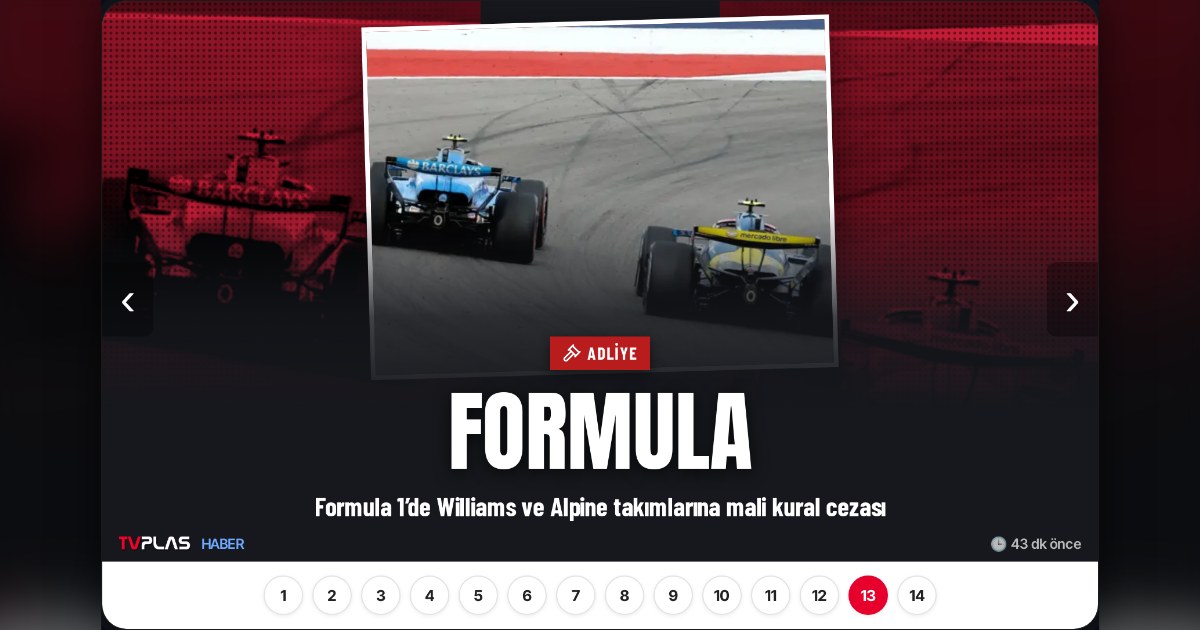 BARCLAYS
BARCLAYS
mercado libre
‹
›
ADLİYE
FORMULA
Formula 1'de Williams ve Alpine takımlarına mali kural cezası
TVPLAS HABER
43 dk önce
1 2 3 4 5 6 7 8 9 10 11 12 13 14